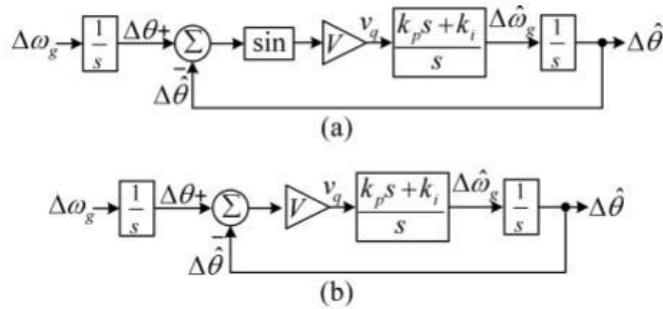 Δω_g 1/s Δθ + Σ sin V v_q (k_p s + k_i)/s Δω̂_g 1/s Δθ̂
− Δθ̂
(a)
Δω_g 1/s Δθ + Σ V v_q (k_p s + k_i)/s Δω̂_g 1/s Δθ̂
− Δθ̂
(b)